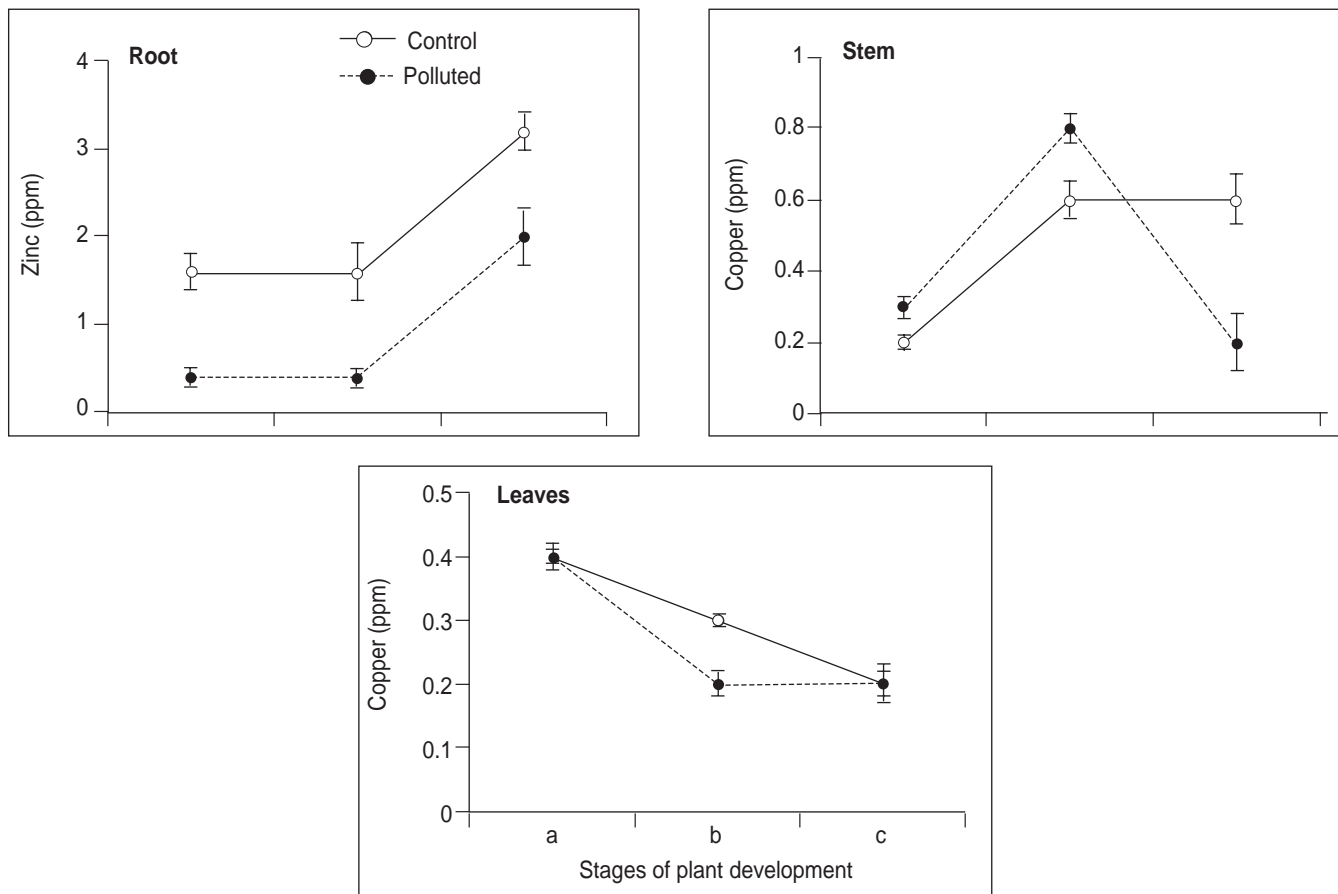 Root
Control
Polluted
4
3
2
1
0
Zinc (ppm)
Stem
1
0.8
0.6
0.4
0.2
0
Copper (ppm)
Leaves
0.5
0.4
0.3
0.2
0.1
0
Copper (ppm)
a b c
Stages of plant development